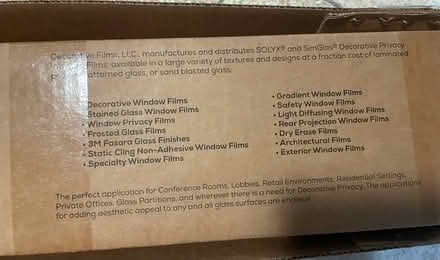 Decorative Films, LLC, manufactures and distributes SOLYX® and SimGlas® Decorative Privacy
Films, available in a large variety of textures and designs at a fraction cost of laminated
patterned glass, or sand blasted glass.
Decorative Window Films
• Stained Glass Window Films
• Window Privacy Films
• Frosted Glass Films
• 3M Fasara Glass Finishes
• Static Cling Non-Adhesive Window Films
• Specialty Window Films
• Gradient Window Films
• Safety Window Films
• Light Diffusing Window Films
• Rear Projection Window Films
• Dry Erase Films
• Architectural Films
• Exterior Window Films
The perfect application for Conference Rooms, Lobbies, Retail Environments, Residential Settings,
Private Offices, Glass Partitions, and wherever there is a need for Decorative Privacy. The applications
for adding aesthetic appeal to any and all glass surfaces are endless!